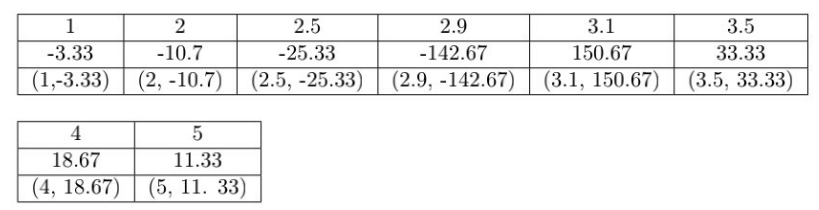 1 2 2.5 2.9 3.1 3.5
-3.33 -10.7 -25.33 -142.67 150.67 33.33
(1,-3.33) (2, -10.7) (2.5, -25.33) (2.9, -142.67) (3.1, 150.67) (3.5, 33.33)
4 5
18.67 11.33
(4, 18.67) (5, 11. 33)